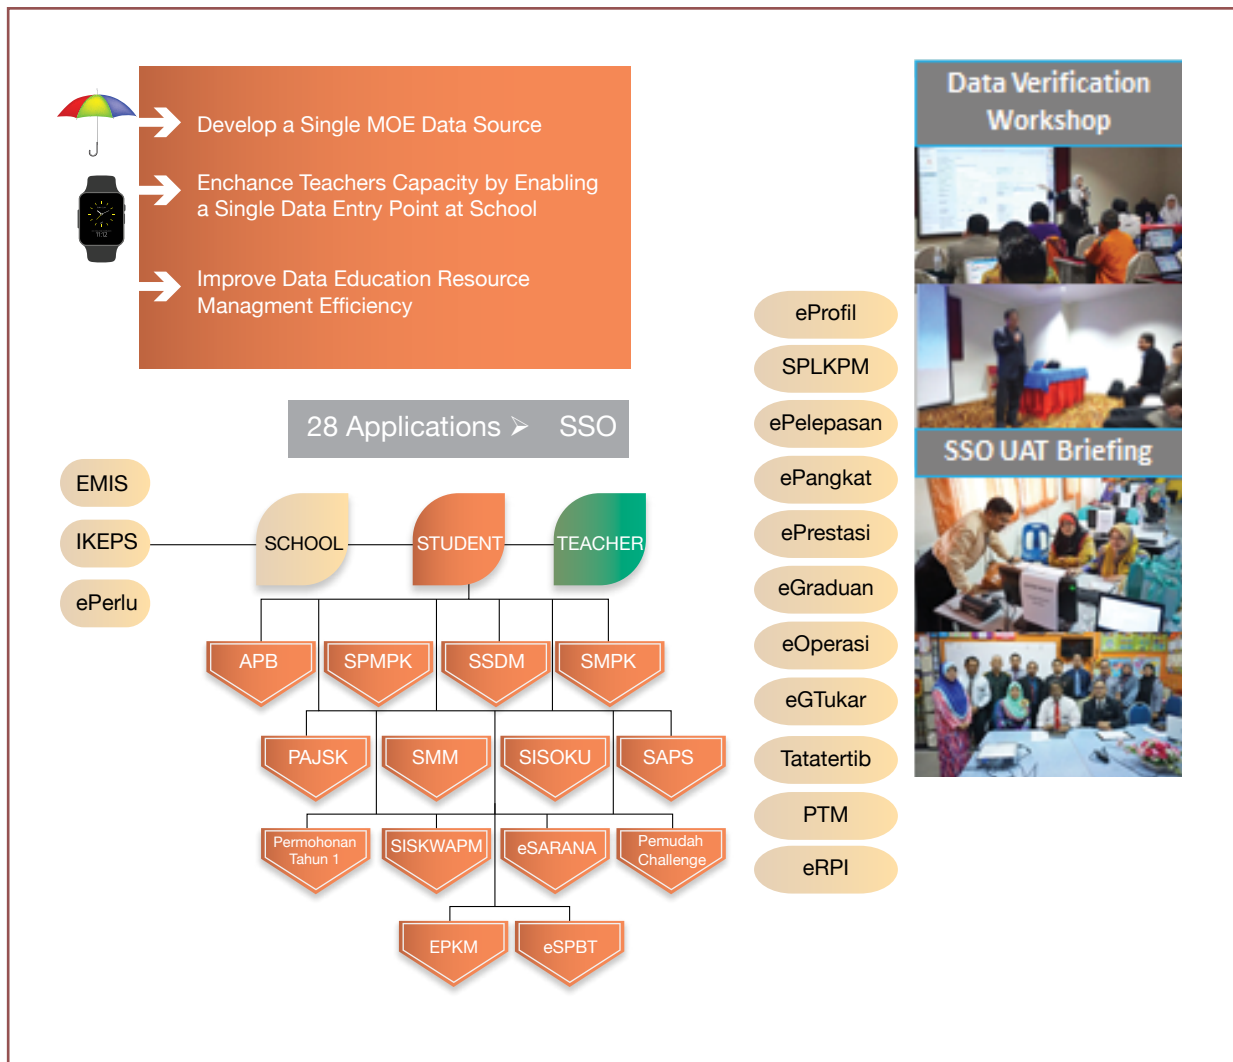 Develop a Single MOE Data Source
Enchance Teachers Capacity by Enabling
a Single Data Entry Point at School
Improve Data Education Resource
Managment Efficiency
28 Applications ➢ SSO
EMIS
IKEPS
ePerlu
SCHOOL
STUDENT
TEACHER
APB
SPMPK
SSDM
SMPK
PAJSK
SMM
SISOKU
SAPS
Permohonan
Tahun 1
SISKWAPM
eSARANA
Pemudah
Challenge
EPKM
eSPBT
eProfil
SPLKPM
ePelepasan
ePangkat
ePrestasi
eGraduan
eOperasi
eGTukar
Tatatertib
PTM
eRPI
Data Verification
Workshop
SSO UAT Briefing